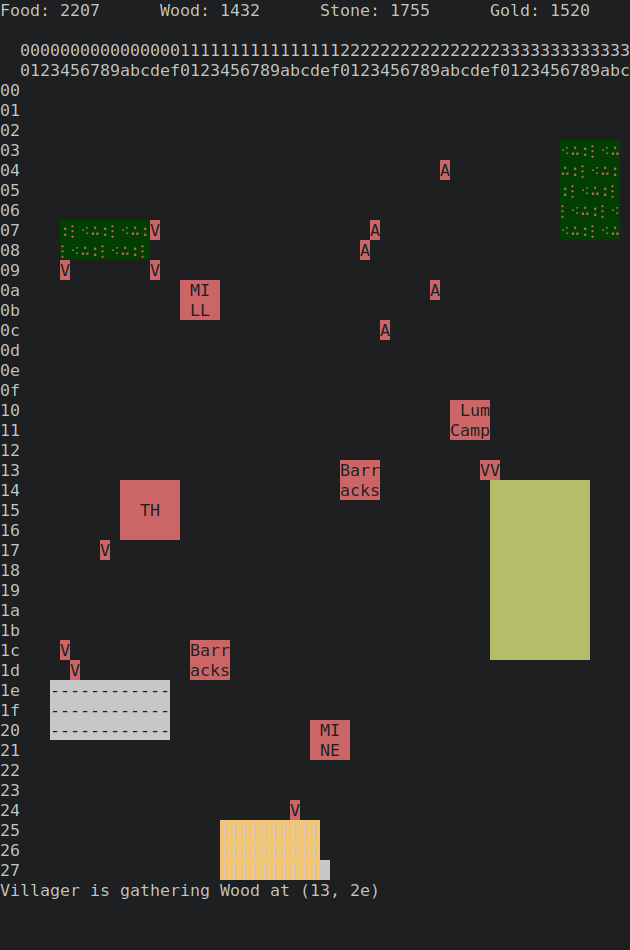 Food: 2207 Wood: 1432 Stone: 1755 Gold: 1520
0000000000000000111111111111111122222222222222223333333333333
0123456789abcdef0123456789abcdef0123456789abcdef0123456789abc
00
01
02
03
04 A
05
06
07 V A
08 A
09 V V
0a MI A
0b LL
0c A
0d
0e
0f
10 Lum
11 Camp
12
13 Barr VV
14 acks
15 TH
16
17 V
18
19
1a
1b
1c V Barr
1d V acks
1e ------------
1f ------------
20 ------------ MI
21 NE
22
23
24 V
25
26
27
Villager is gathering Wood at (13, 2e)